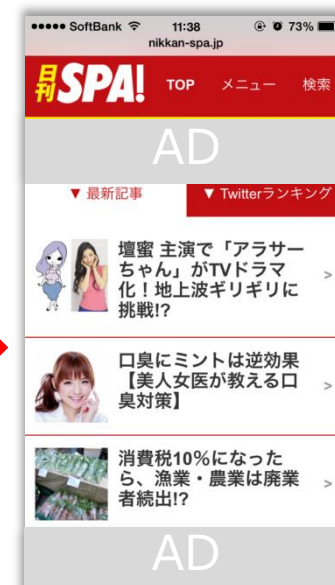 SoftBank 11:38 73%
nikkan-spa.jp
日刊SPA! TOP メニュー 検索
AD
▼ 最新記事 ▼ Twitterランキング
壇蜜 主演で「アラサー
ちゃん」がTVドラマ
化！地上波ギリギリに
挑戦!?
口臭にミントは逆効果
【美人女医が教える口
臭対策】
消費税10％になった
ら、漁業・農業は廃業
者続出!?
AD